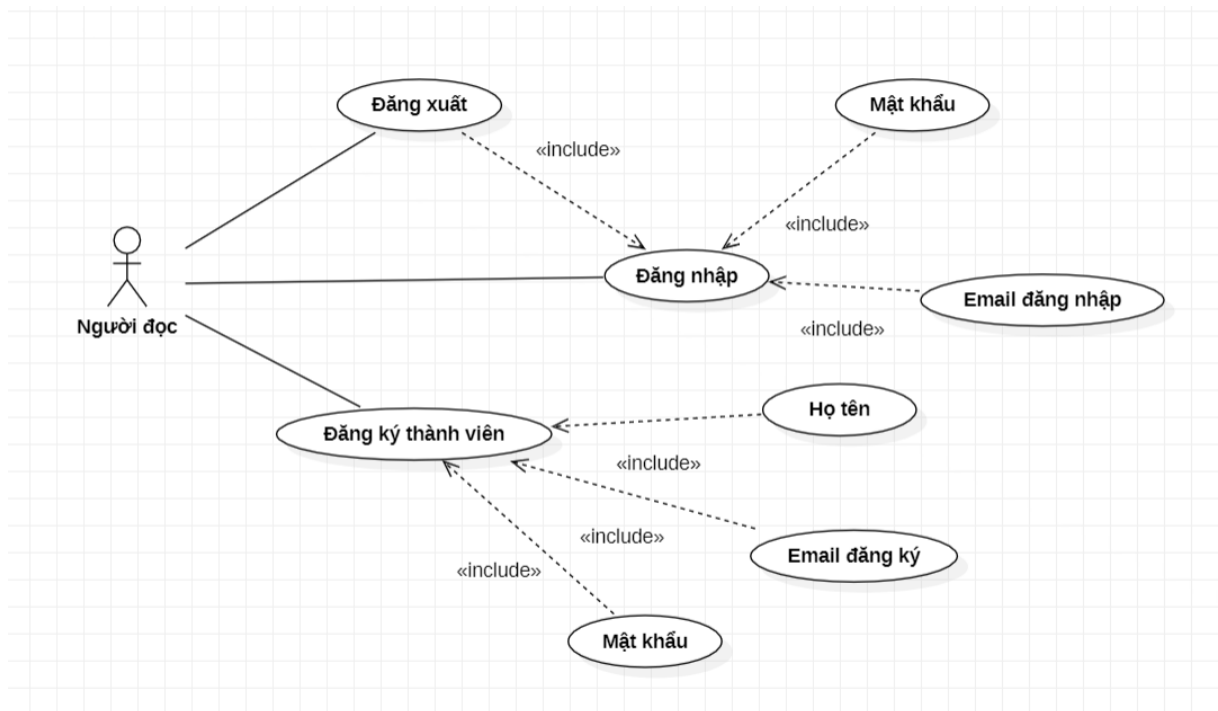 Đăng xuất
Mật khẩu
«include»
«include»
Đăng nhập
Email đăng nhập
Người đọc
«include»
Họ tên
Đăng ký thành viên
«include»
«include»
Email đăng ký
«include»
Mật khẩu